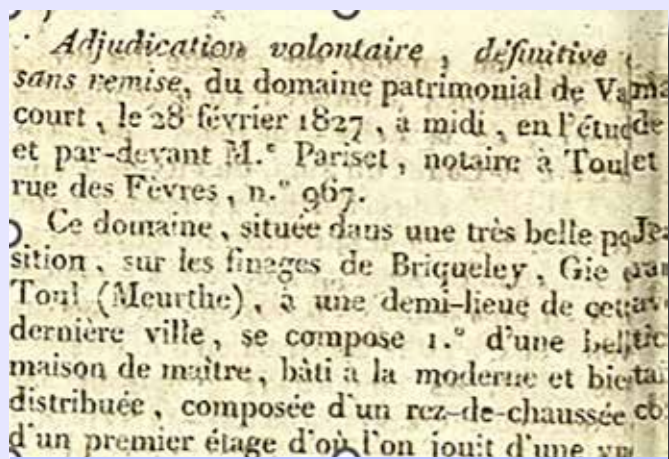 Adjudication volontaire, définitive
sans remise, du domaine patrimonial de
court, le 28 février 1827, à midi, en l'étude
et par-devant M.e Pariset, notaire à Toul
rue des Fèvres, n.° 967.
Ce domaine, située dans une très belle po
sition, sur les finages de Briqueley, Gie
Toul (Meurthe), à une demi-lieue de cette
dernière ville, se compose 1.° d'une belle
maison de maître, bâti à la moderne et bien
distribuée, composée d'un rez-de-chaussée
d'un premier étage d'où l'on jouit d'une